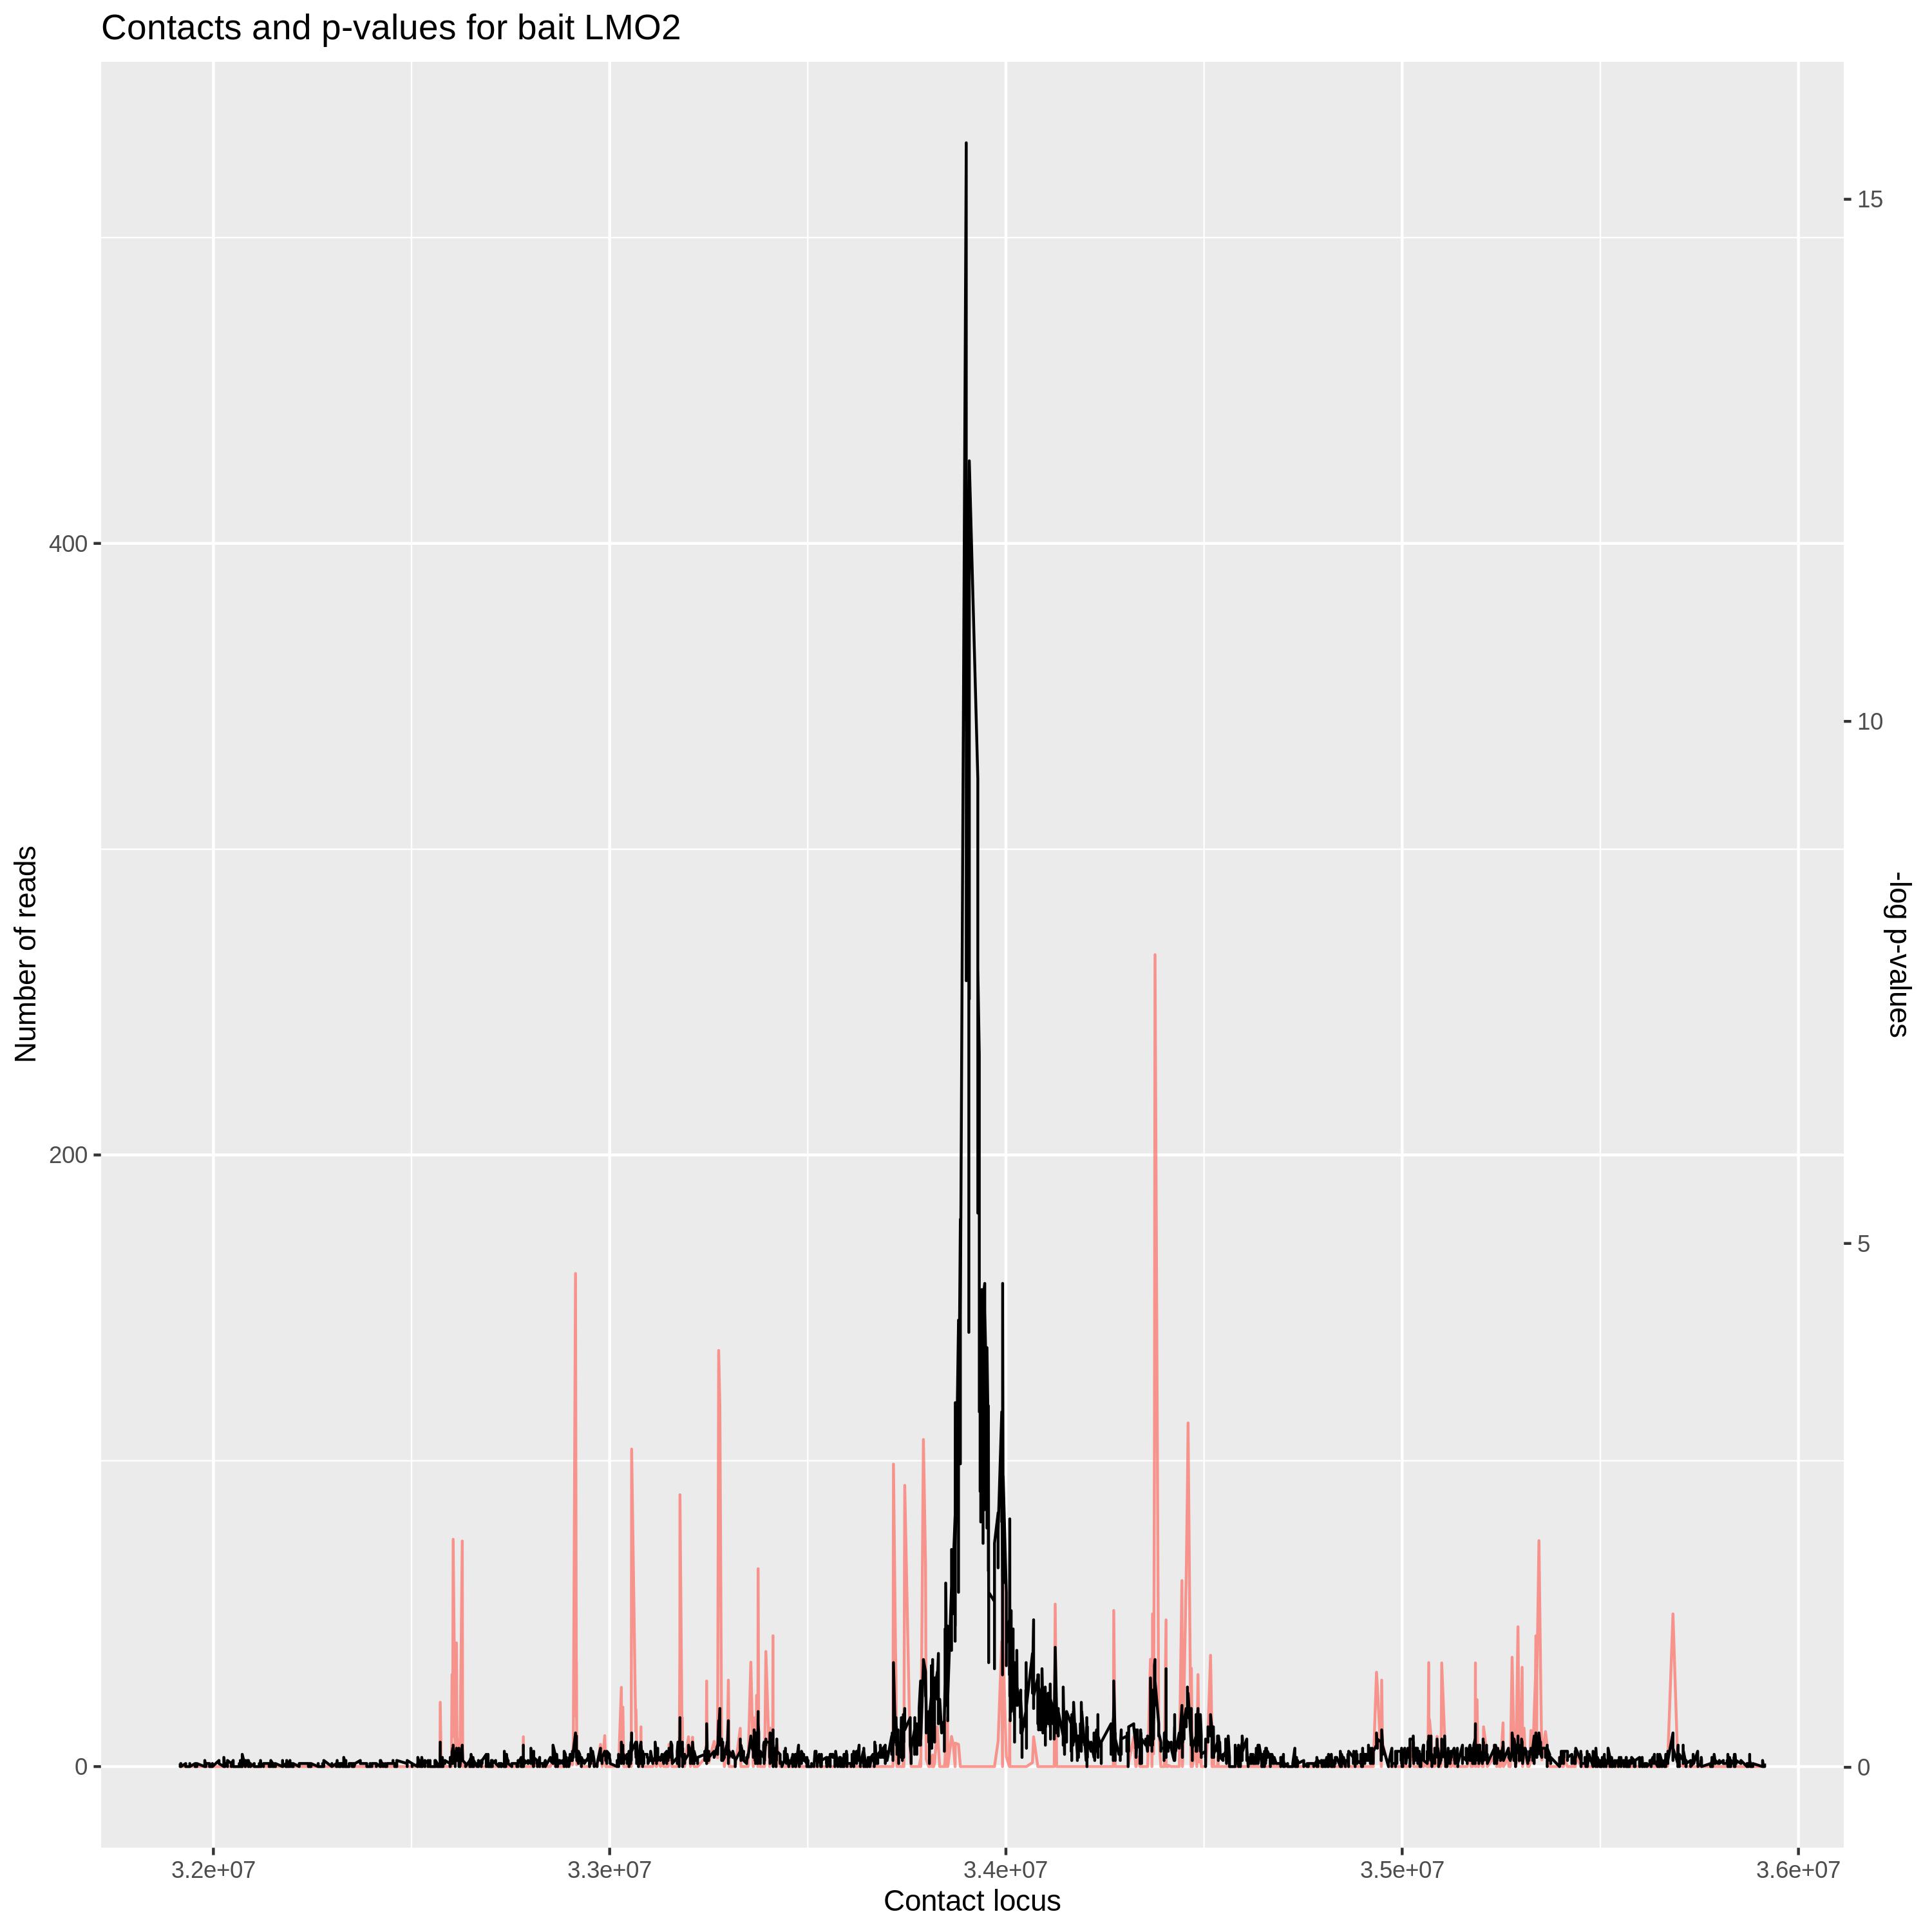 Contacts and p-values for bait LMO2
15
400
10
Number of reads
-log p-values
200
5
0
0
3.2e+07
3.3e+07
3.4e+07
3.5e+07
3.6e+07
Contact locus